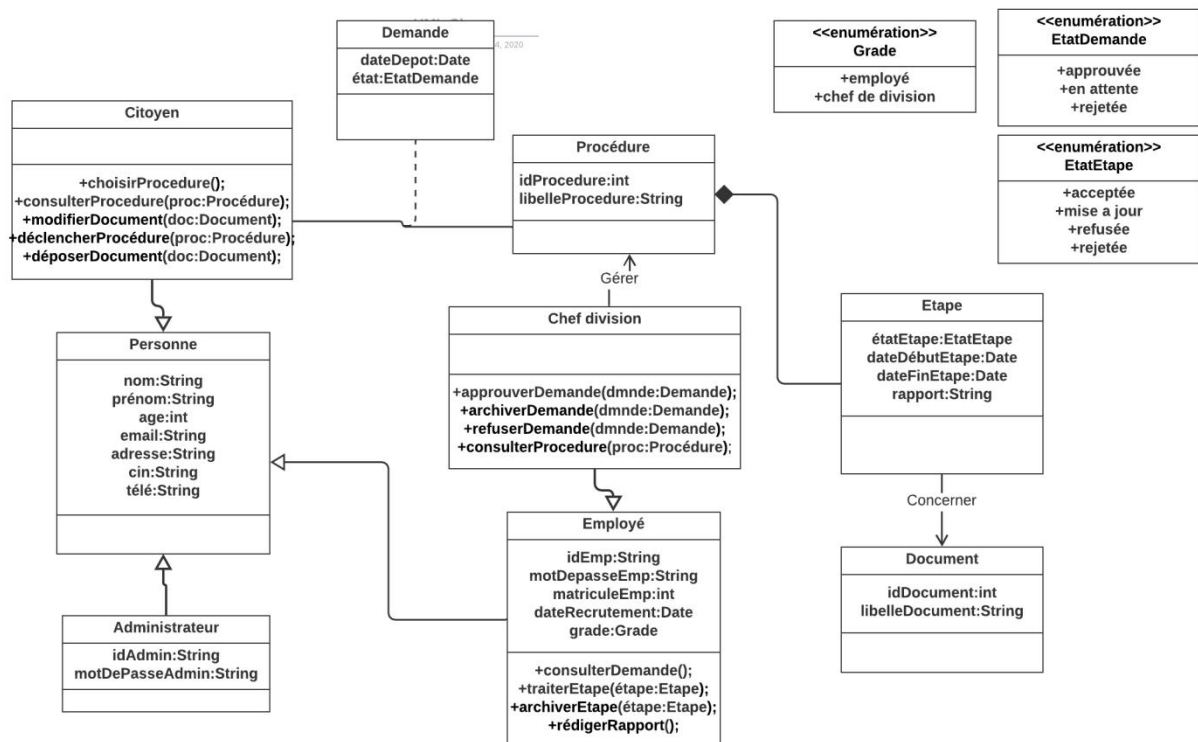 Demande
4, 2020
dateDepot:Date
état:EtatDemande
<<enumération>>
Grade
+employé
+chef de division
<<enumération>>
EtatDemande
+approuvée
+en attente
+rejetée
Citoyen
+choisirProcedure();
+consulterProcedure(proc:Procédure);
+modifierDocument(doc:Document);
+déclencherProcédure(proc:Procédure);
+déposerDocument(doc:Document);
Procédure
idProcedure:int
libelleProcedure:String
<<enumération>>
EtatEtape
+acceptée
+mise a jour
+refusée
+rejetée
Gérer
Personne
nom:String
prénom:String
age:int
email:String
adresse:String
cin:String
télé:String
Chef division
+approuverDemande(dmnde:Demande);
+archiverDemande(dmnde:Demande);
+refuserDemande(dmnde:Demande);
+consulterProcedure(proc:Procédure);
Etape
étatEtape:EtatEtape
dateDébutEtape:Date
dateFinEtape:Date
rapport:String
Concerner
Employé
idEmp:String
motDepasseEmp:String
matriculeEmp:int
dateRecrutement:Date
grade:Grade
+consulterDemande();
+traiterEtape(étape:Etape);
+archiverEtape(étape:Etape);
+rédigerRapport();
Document
idDocument:int
libelleDocument:String
Administrateur
idAdmin:String
motDePasseAdmin:String